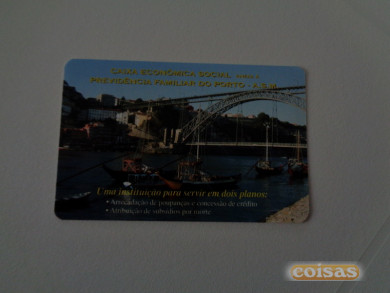 CAIXA ECONÓMICA SOCIAL
PREVIDÊNCIA FAMILIAR DO PORTO - A.S.M.
Uma instituição para servir em dois planos:
• Arrecadação de poupanças e concessão de crédito
• Atribuição de subsídios por morte
coisas